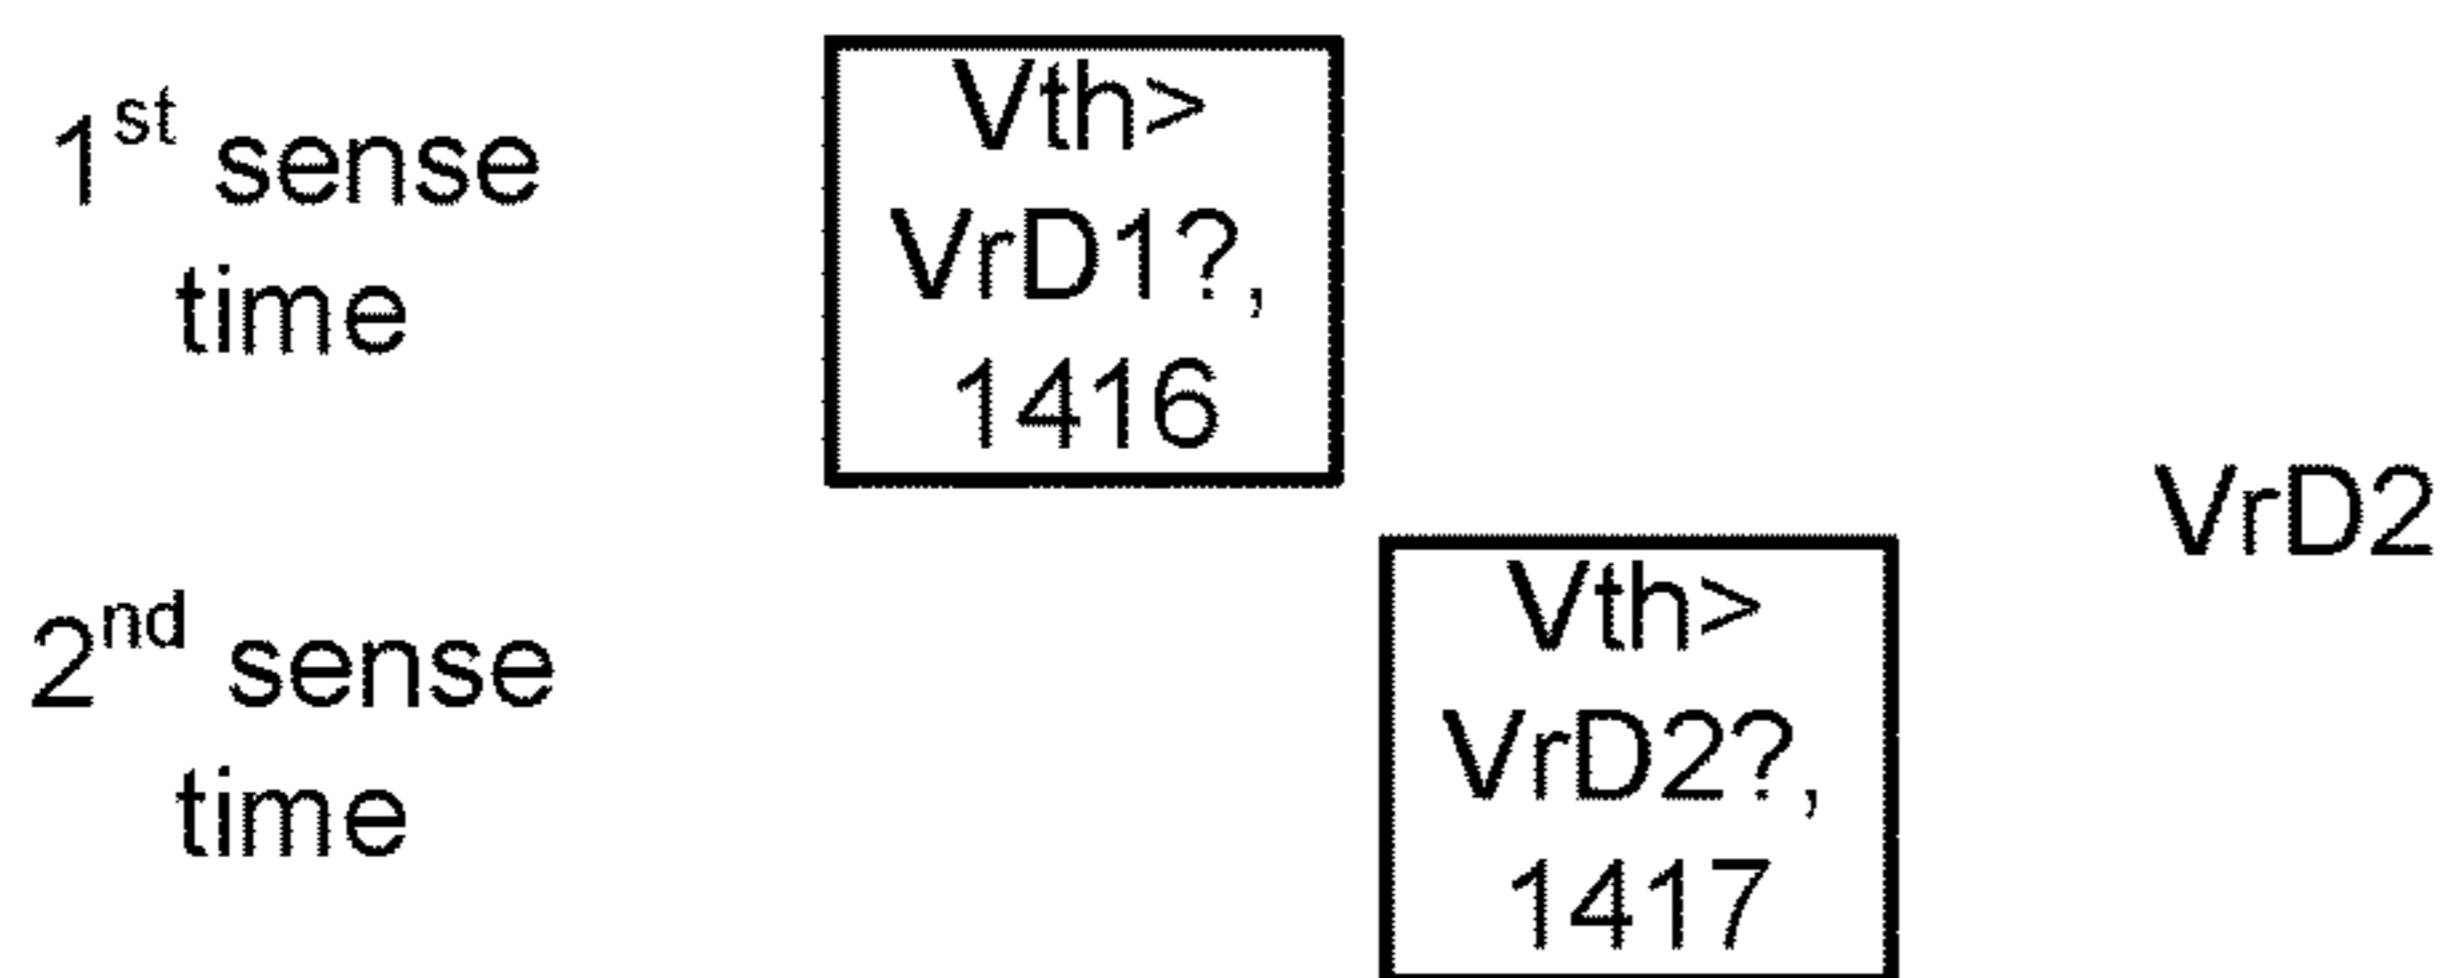 1st sense
time
Vth>
VrD1?,
1416
VrD2
2nd sense
time
Vth>
VrD2?,
1417